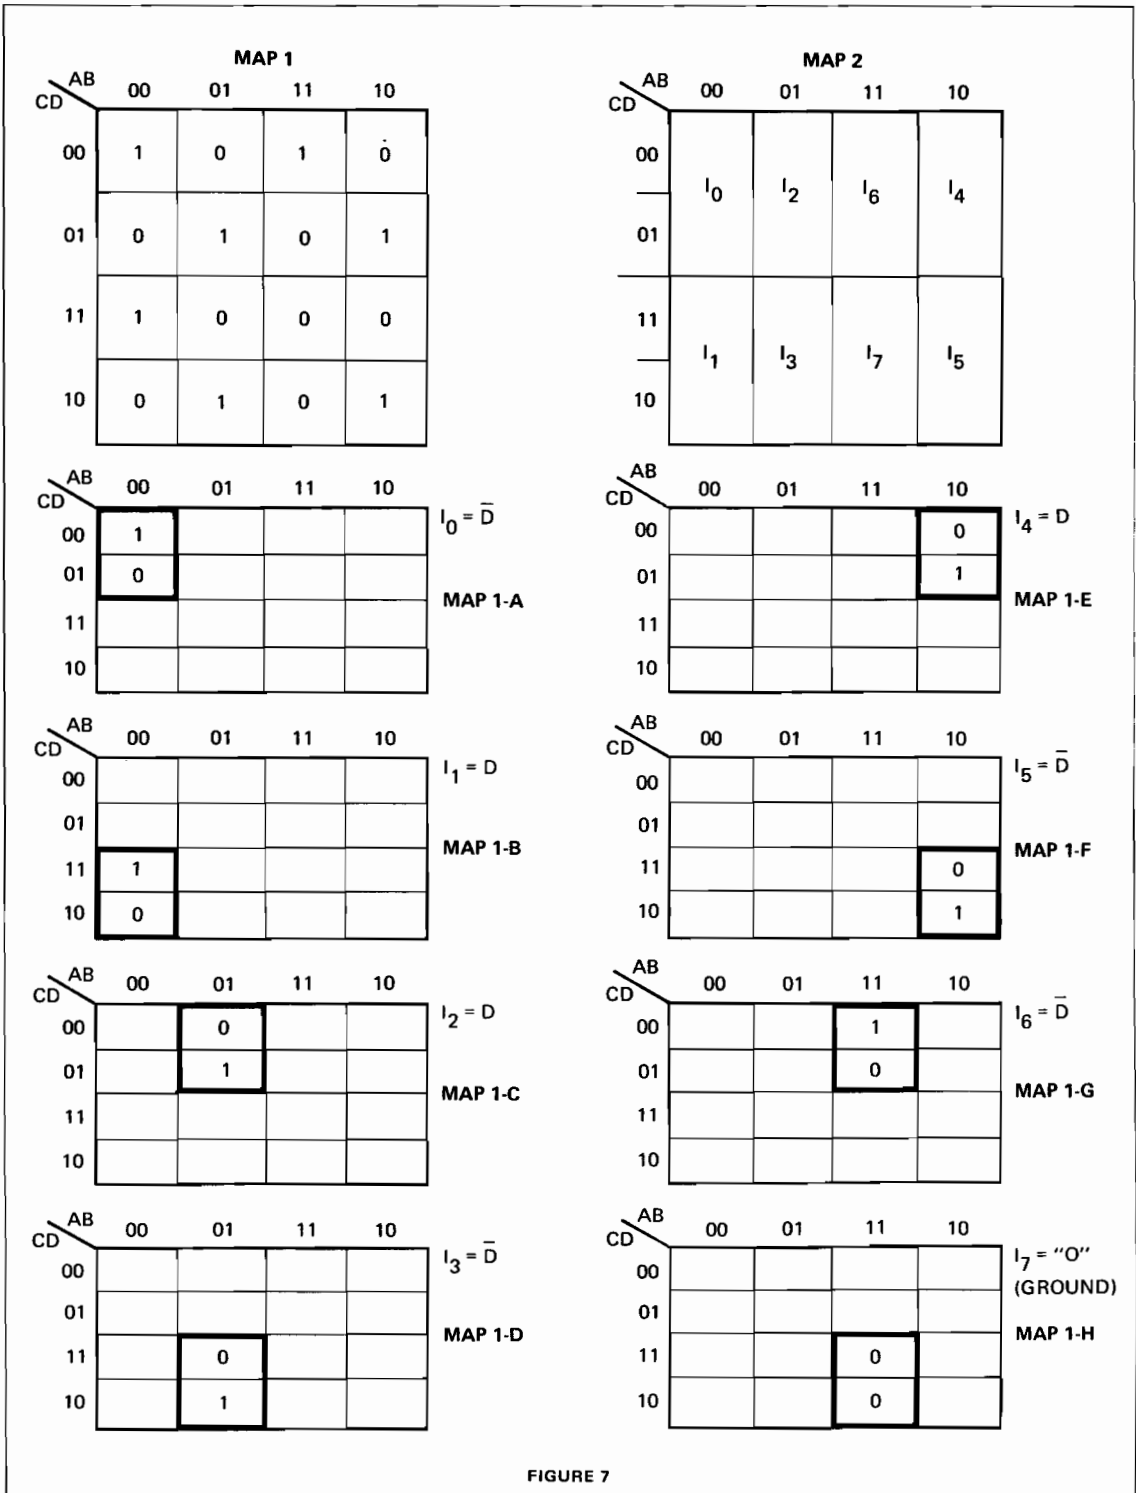 MAP 1
AB
CD
00 01 11 10
00 1 0 1 0
01 0 1 0 1
11 1 0 0 0
10 0 1 0 1
MAP 2
AB
CD
00 01 11 10
00
I0 I2 I6 I4
01
11
I1 I3 I7 I5
10
AB
CD
00 01 11 10
00 1
01 0
11
10
I0 = D̅
MAP 1-A
AB
CD
00 01 11 10
00 0
01 1
11
10
I4 = D
MAP 1-E
AB
CD
00 01 11 10
00
01
11 1
10 0
I1 = D
MAP 1-B
AB
CD
00 01 11 10
00
01
11 0
10 1
I5 = D̅
MAP 1-F
AB
CD
00 01 11 10
00 0
01 1
11
10
I2 = D
MAP 1-C
AB
CD
00 01 11 10
00 1
01 0
11
10
I6 = D̅
MAP 1-G
AB
CD
00 01 11 10
00
01
11 0
10 1
I3 = D̅
MAP 1-D
AB
CD
00 01 11 10
00
01
11 0
10 0
I7 = "O"
(GROUND)
MAP 1-H
FIGURE 7